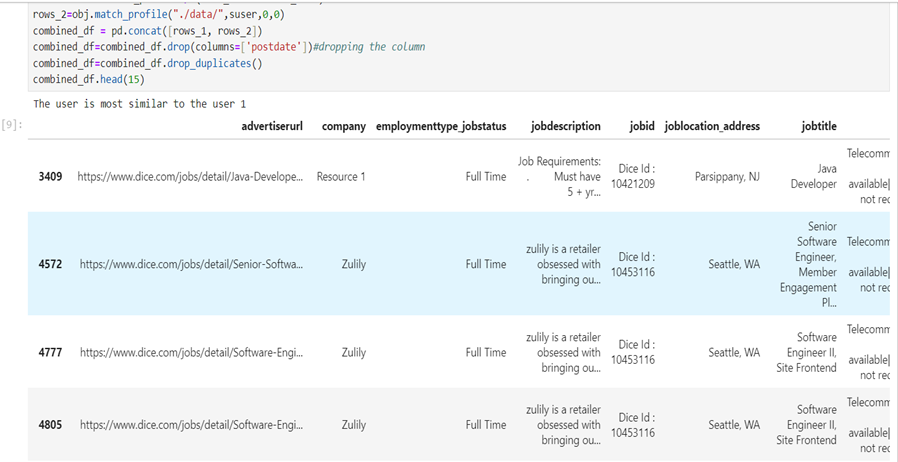 rows_2=obj.match_profile("./data/",suser,0,0)
combined_df = pd.concat([rows_1, rows_2])
combined_df=combined_df.drop(columns=['postdate'])#dropping the column
combined_df=combined_df.drop_duplicates()
combined_df.head(15)
The user is most similar to the user 1
[9]:
advertiserurl company employmenttype_jobstatus jobdescription jobid joblocation_address jobtitle
3409 https://www.dice.com/jobs/detail/Java-Develope... Resource 1 Full Time Job Requirements: . Must have 5 + yr... Dice Id : 10421209 Parsippany, NJ Java Developer Telecomm available| not rec
4572 https://www.dice.com/jobs/detail/Senior-Softwa... Zulily Full Time zulily is a retailer obsessed with bringing ou... Dice Id : 10453116 Seattle, WA Senior Software Engineer, Member Engagement Pl... Telecomm available| not rec
4777 https://www.dice.com/jobs/detail/Software-Engi... Zulily Full Time zulily is a retailer obsessed with bringing ou... Dice Id : 10453116 Seattle, WA Software Engineer II, Site Frontend Telecomm available| not rec
4805 https://www.dice.com/jobs/detail/Software-Engi... Zulily Full Time zulily is a retailer obsessed with bringing ou... Dice Id : 10453116 Seattle, WA Software Engineer II, Site Frontend Telecomm available| not rec